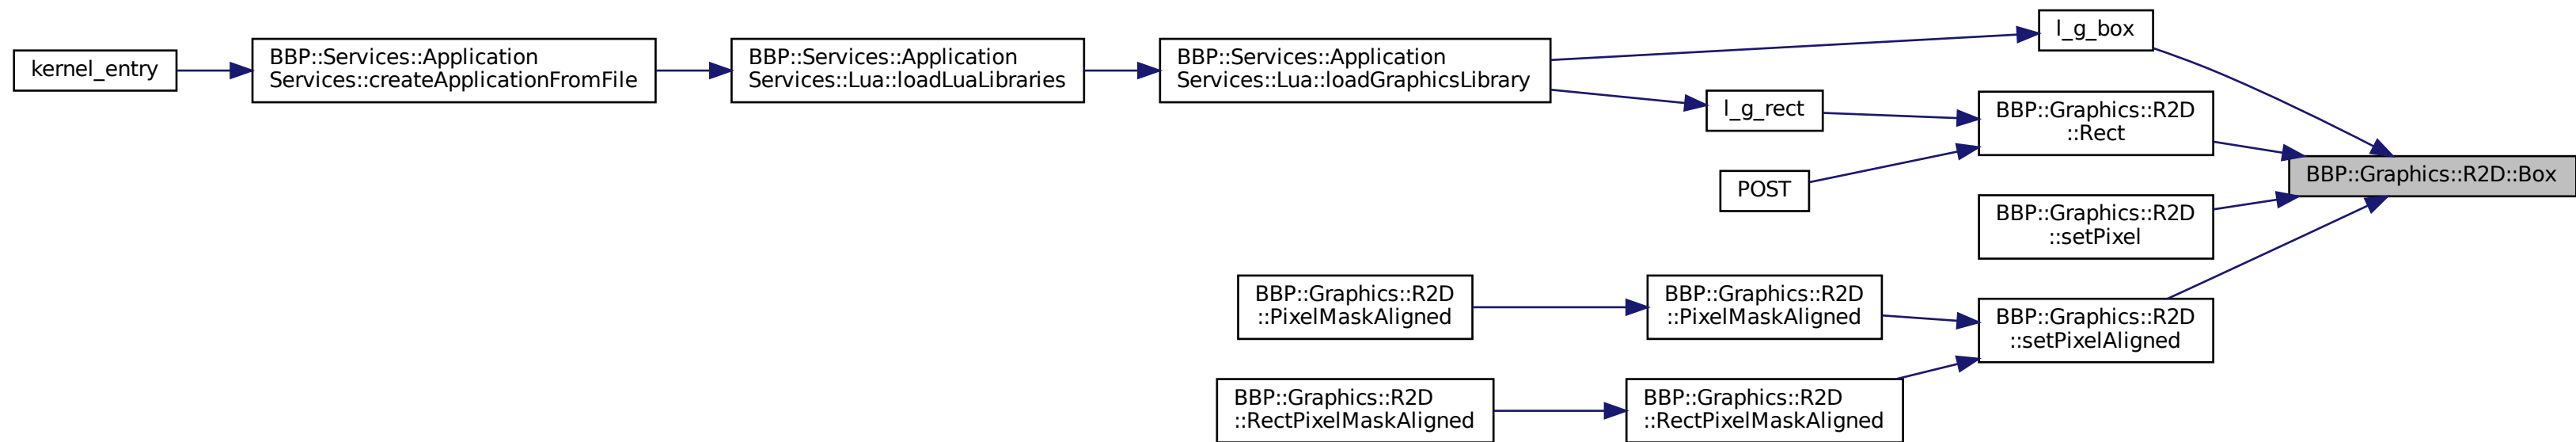 kernel_entry
BBP::Services::Application
Services::createApplicationFromFile
BBP::Services::Application
Services::Lua::loadLuaLibraries
BBP::Services::Application
Services::Lua::loadGraphicsLibrary
l_g_box
l_g_rect
BBP::Graphics::R2D
::Rect
POST
BBP::Graphics::R2D::Box
BBP::Graphics::R2D
::setPixel
BBP::Graphics::R2D
::PixelMaskAligned
BBP::Graphics::R2D
::PixelMaskAligned
BBP::Graphics::R2D
::setPixelAligned
BBP::Graphics::R2D
::RectPixelMaskAligned
BBP::Graphics::R2D
::RectPixelMaskAligned